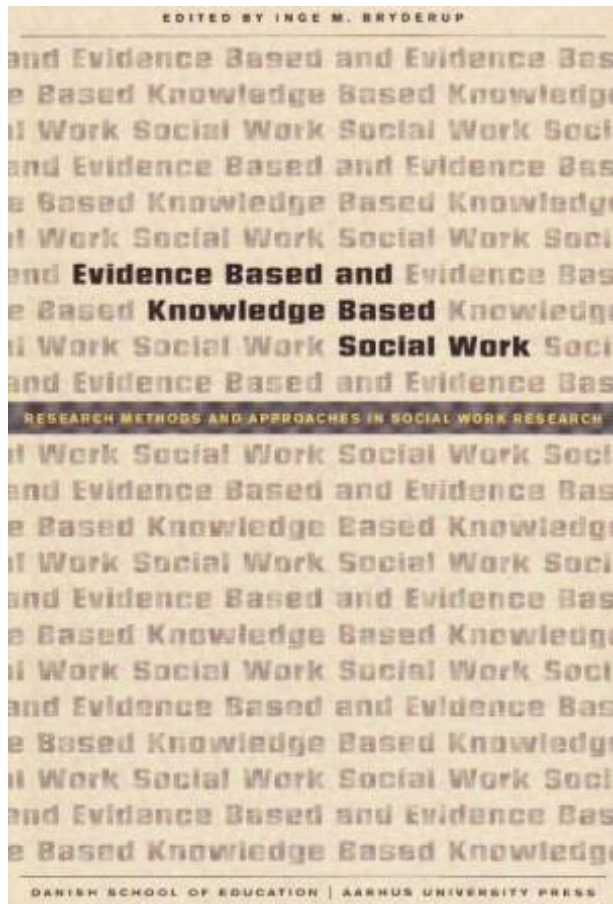 EDITED BY INGE M. BRYDERUP
and Evidence Based and Evidence Bas
e Based Knowledge Based Knowledge
l Work Social Work Social Work Soci
and Evidence Based and Evidence Bas
e Based Knowledge Based Knowledge
l Work Social Work Social Work Soci
and Evidence Based and Evidence Bas
e Based Knowledge Based Knowledge
l Work Social Work Social Work Soci
and Evidence Based and Evidence Bas
RESEARCH METHODS AND APPROACHES IN SOCIAL WORK RESEARCH
l Work Social Work Social Work Soci
and Evidence Based and Evidence Bas
e Based Knowledge Based Knowledge
l Work Social Work Social Work Soci
and Evidence Based and Evidence Bas
e Based Knowledge Based Knowledge
l Work Social Work Social Work Soci
and Evidence Based and Evidence Bas
e Based Knowledge Based Knowledge
l Work Social Work Social Work Soci
and Evidence Based and Evidence Bas
e Based Knowledge Based Knowledge
DANISH SCHOOL OF EDUCATION | AARHUS UNIVERSITY PRESS